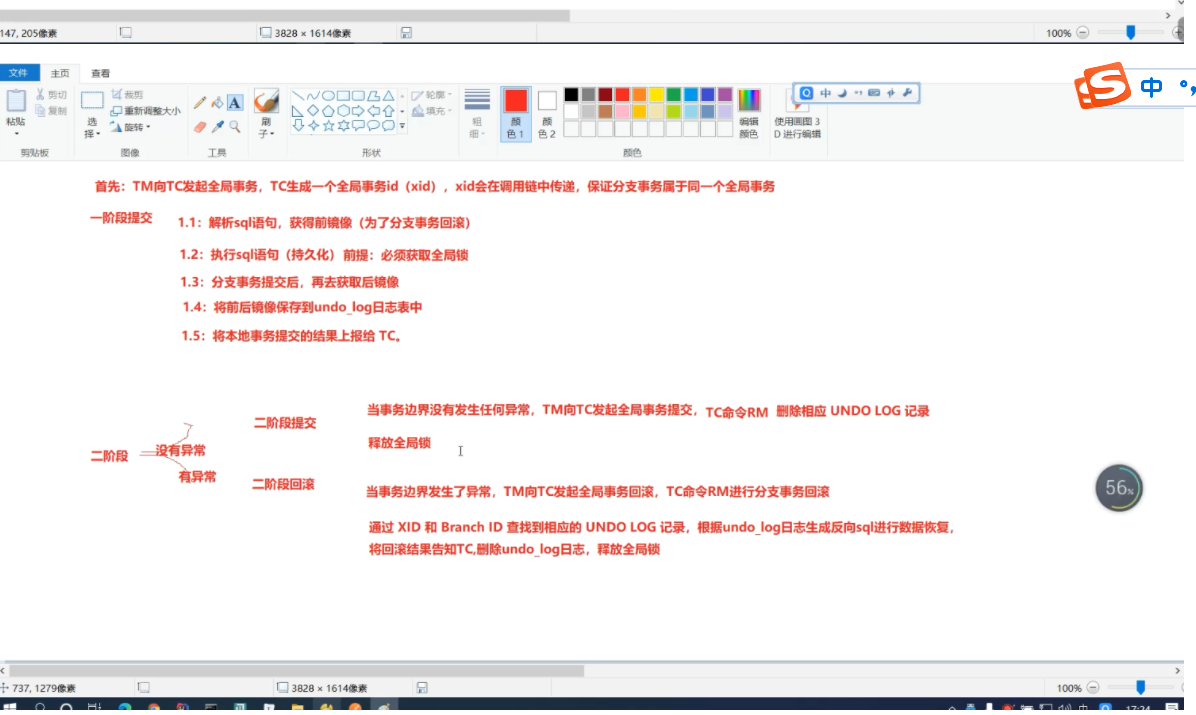 147, 205像素
3828 × 1614像素
100%
文件 主页 查看
粘贴
剪切
复制
剪贴板
选择
裁剪
重新调整大小
旋转
图像
A
工具
刷子
形状
轮廓
填充
粗细
颜色 1
颜色 2
颜色
编辑颜色
使用画图 3D 进行编辑
中
S 中
首先：TM向TC发起全局事务，TC生成一个全局事务id（xid），xid会在调用链中传递，保证分支事务属于同一个全局事务
一阶段提交
1.1：解析sql语句，获得前镜像（为了分支事务回滚）
1.2：执行sql语句（持久化）前提：必须获取全局锁
1.3：分支事务提交后，再去获取后镜像
1.4：将前后镜像保存到undo_log日志表中
1.5：将本地事务提交的结果上报给 TC。
二阶段
没有异常
有异常
二阶段提交
当事务边界没有发生任何异常，TM向TC发起全局事务提交，TC命令RM 删除相应 UNDO LOG 记录
释放全局锁
二阶段回滚
当事务边界发生了异常，TM向TC发起全局事务回滚，TC命令RM进行分支事务回滚
通过 XID 和 Branch ID 查找到相应的 UNDO LOG 记录，根据undo_log日志生成反向sql进行数据恢复，
将回滚结果告知TC,删除undo_log日志，释放全局锁
56%
737, 1279像素
3828 × 1614像素
100%
17:24